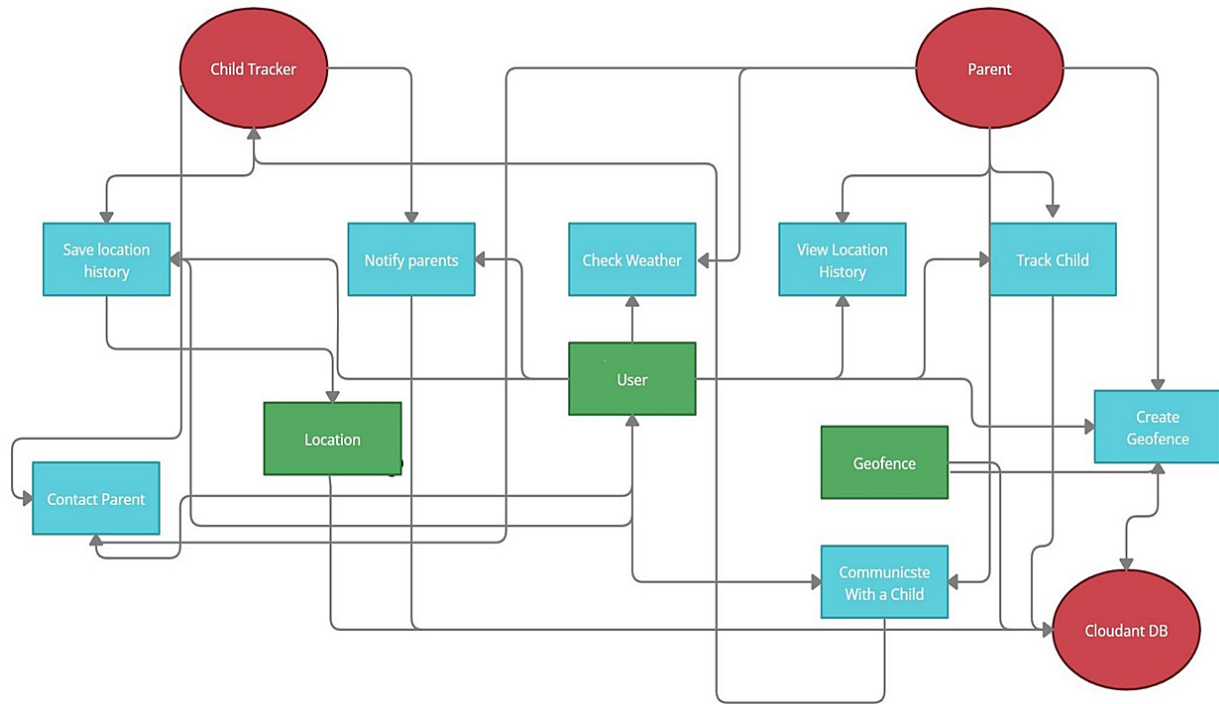 Child Tracker
Parent
Save location
history
Notify parents
Check Weather
View Location
History
Track Child
User
Location
Create
Geofence
Geofence
Contact Parent
Communicste
With a Child
Cloudant DB